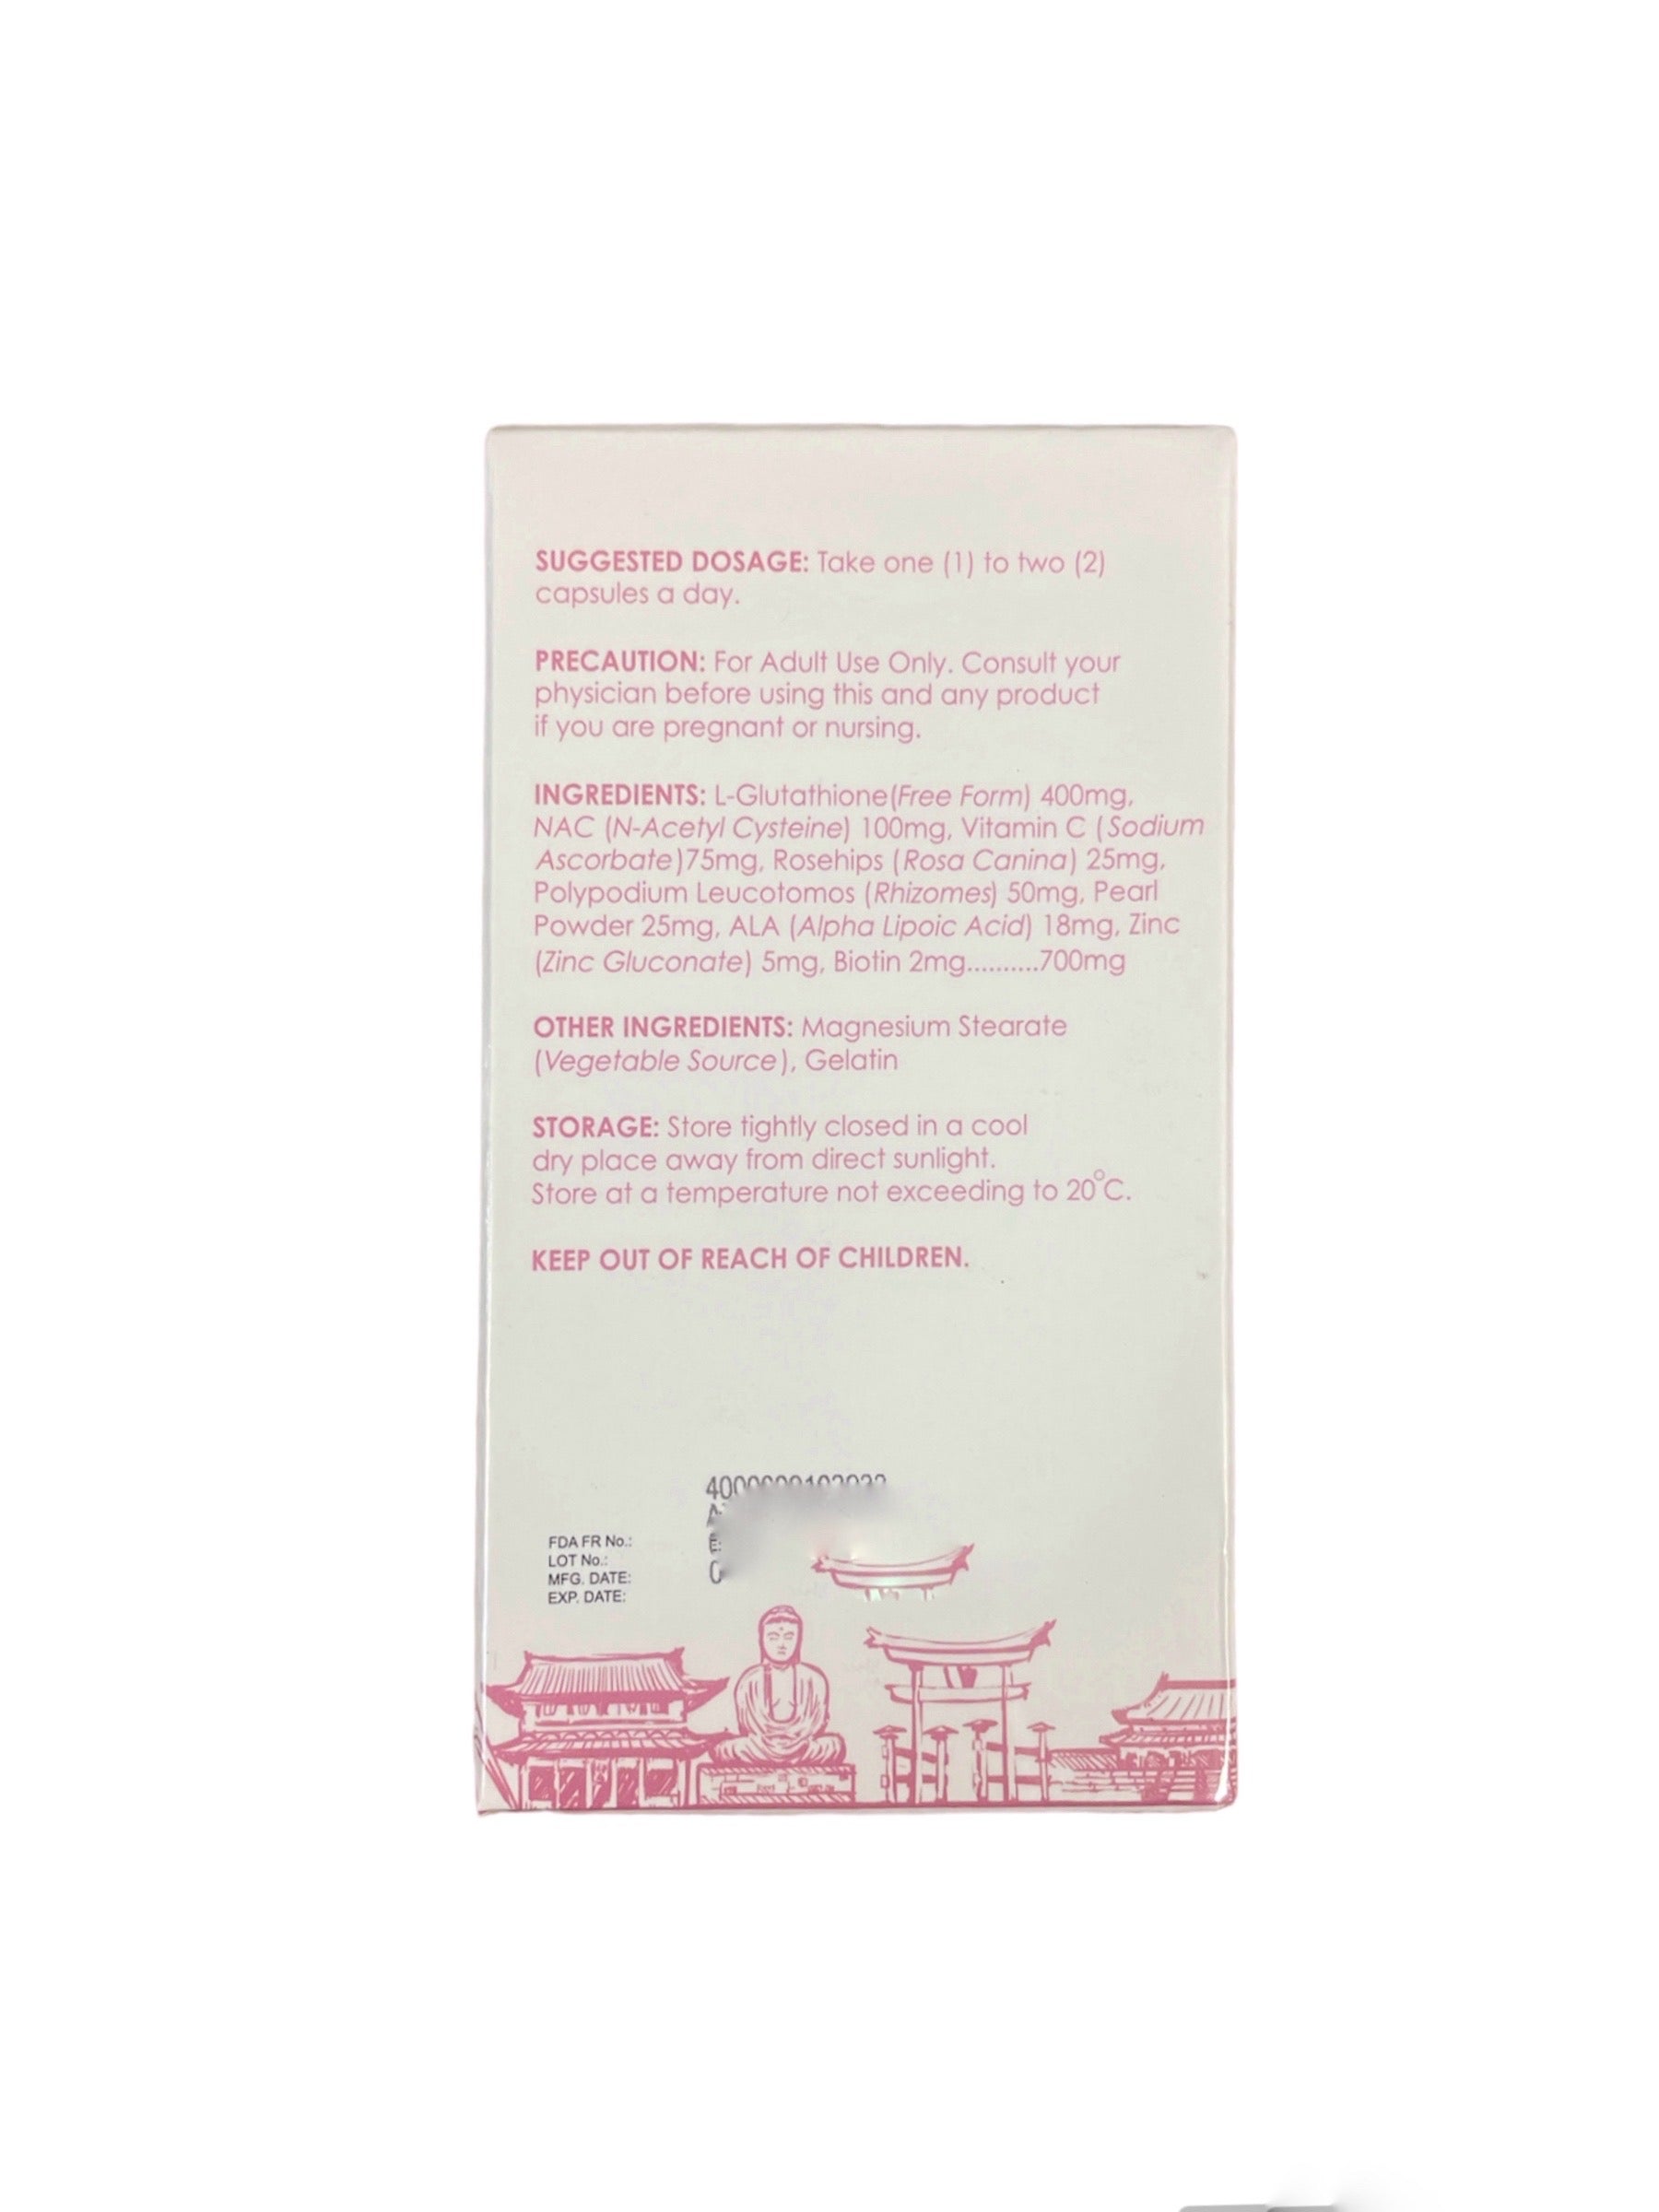 SUGGESTED DOSAGE: Take one (1) to two (2)
capsules a day.
PRECAUTION: For Adult Use Only. Consult your
physician before using this and any product
if you are pregnant or nursing.
INGREDIENTS: L-Glutathione(Free Form) 400mg,
NAC (N-Acetyl Cysteine) 100mg, Vitamin C (Sodium
Ascorbate)75mg, Rosehips (Rosa Canina) 25mg,
Polypodium Leucotomos (Rhizomes) 50mg, Pearl
Powder 25mg, ALA (Alpha Lipoic Acid) 18mg, Zinc
(Zinc Gluconate) 5mg, Biotin 2mg..........700mg
OTHER INGREDIENTS: Magnesium Stearate
(Vegetable Source), Gelatin
STORAGE: Store tightly closed in a cool
dry place away from direct sunlight.
Store at a temperature not exceeding to 20°C.
KEEP OUT OF REACH OF CHILDREN.
FDA FR No.:
LOT No.:
MFG. DATE:
EXP. DATE: